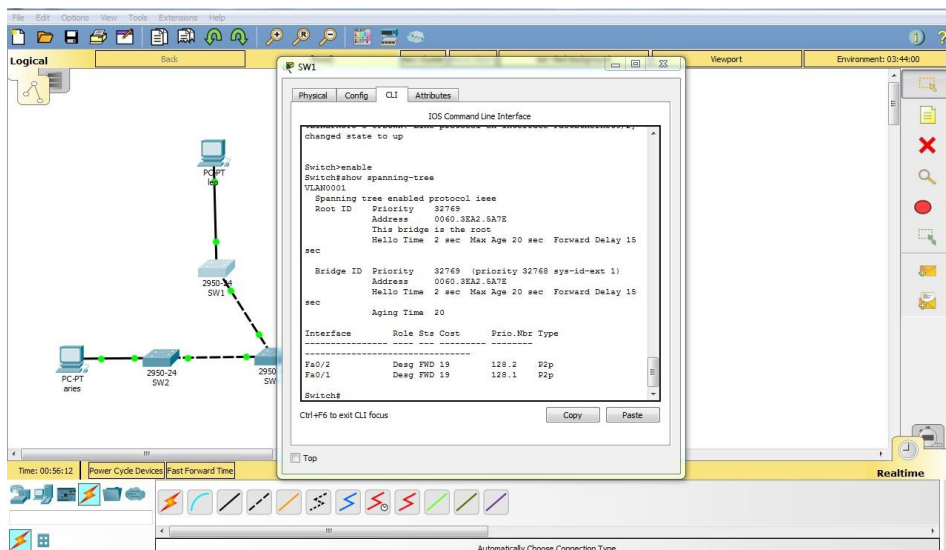 File Edit Options View Tools Extensions Help
Logical
Back
Viewport
Environment: 03:44:00
SW1
Physical Config CLI Attributes
IOS Command Line Interface
changed state to up
Switch>enable
Switch#show spanning-tree
VLAN0001
Spanning tree enabled protocol ieee
Root ID Priority 32769
Address 0060.3EA2.5A7E
This bridge is the root
Hello Time 2 sec Max Age 20 sec Forward Delay 15
sec
Bridge ID Priority 32769 (priority 32768 sys-id-ext 1)
Address 0060.3EA2.5A7E
Hello Time 2 sec Max Age 20 sec Forward Delay 15
sec
Aging Time 20
Interface Role Sts Cost Prio.Nbr Type
---------------- ---- --- --------- --------
--------------------------------
Fa0/2 Desg FWD 19 128.2 P2p
Fa0/1 Desg FWD 19 128.1 P2p
Switch#
Ctrl+F6 to exit CLI focus
Copy
Paste
Top
PC-PT
leo
2950-24
SW1
PC-PT
aries
2950-24
SW2
2950
SW
Time: 00:56:12
Power Cycle Devices Fast Forward Time
Realtime
Automatically Choose Connection Type